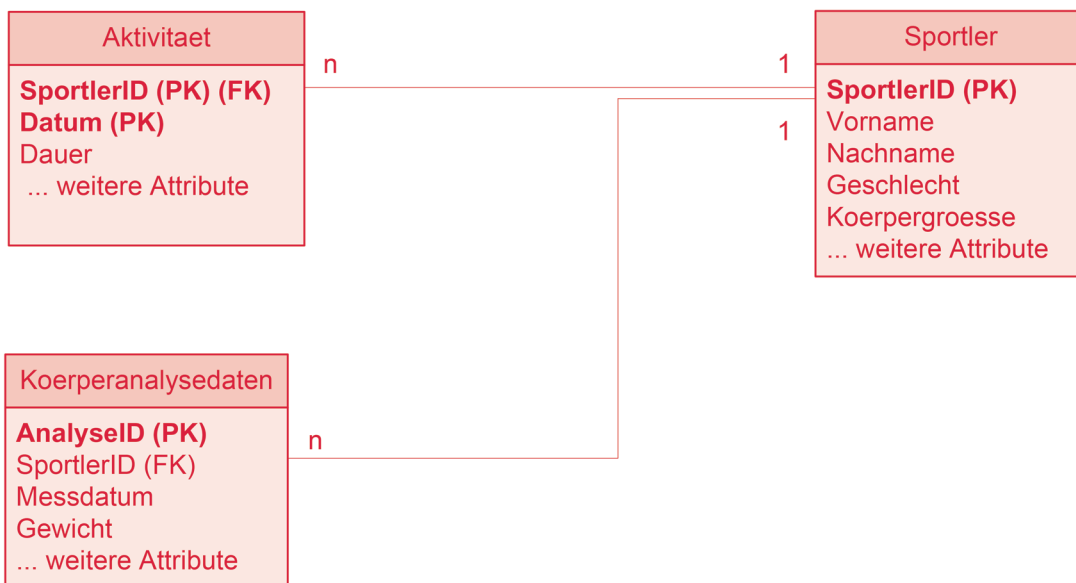 Aktivitaet
SportlerID (PK) (FK)
Datum (PK)
Dauer
... weitere Attribute
n
1
1
Sportler
SportlerID (PK)
Vorname
Nachname
Geschlecht
Koerpergroesse
... weitere Attribute
Koerperanalysedaten
AnalyseID (PK)
SportlerID (FK)
Messdatum
Gewicht
... weitere Attribute
n